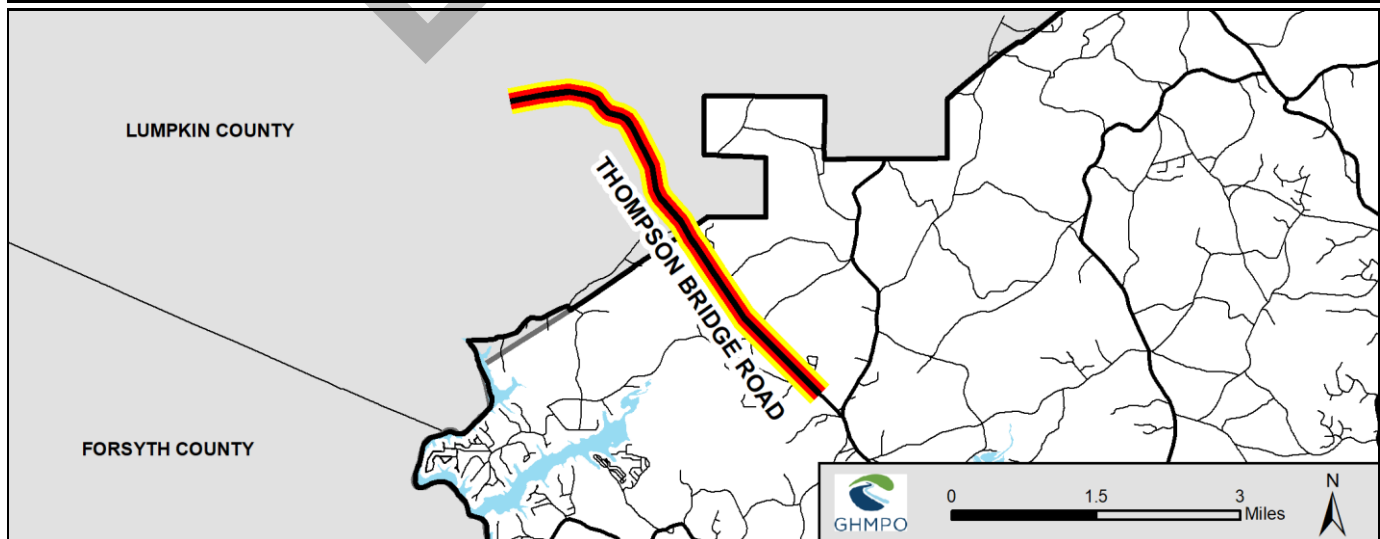 LUMPKIN COUNTY
THOMPSON BRIDGE ROAD
FORSYTH COUNTY
GHMPO
0 1.5 3
Miles
N